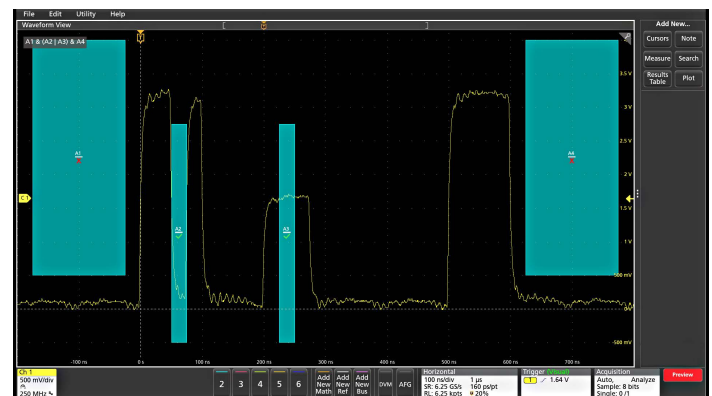 File Edit Utility Help
Waveform View
Add New...
A1 & (A2 | A3) & A4
Cursors Note
Measure Search
Results Table Plot
3.5 V
3 V
2.5 V
2 V
1.5 V
1 V
500 mV
0 V
-500 mV
A1
A2
A3
A4
C1
-100 ns 0 s 100 ns 200 ns 300 ns 400 ns 500 ns 600 ns 700 ns
Ch 1
500 mV/div
250 MHz
2 3 4 5 6
Add New Math
Add New Ref
Add New Bus
DVM AFG
Horizontal
100 ns/div 1 µs
SR: 6.25 GS/s 160 ps/pt
RL: 6.25 kpts 20%
Trigger (Visual)
1 1.64 V
Acquisition
Auto, Analyze
Sample: 8 bits
Single: 0 /1
Preview